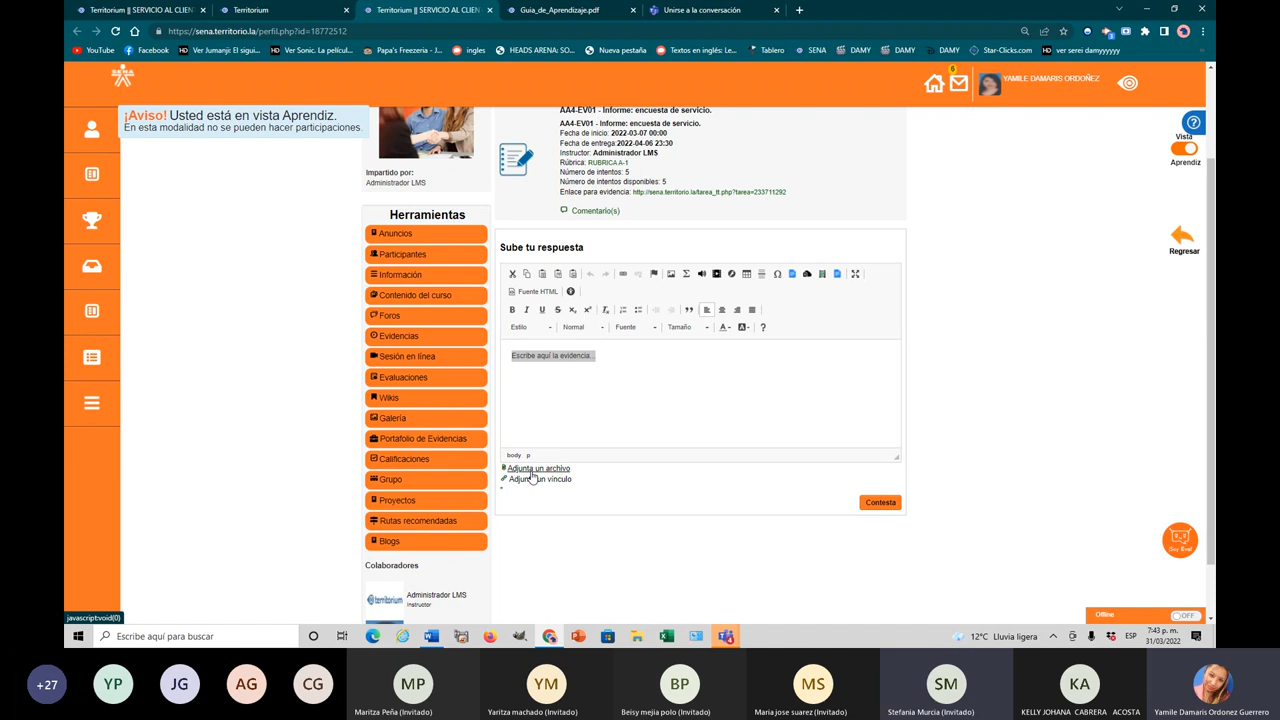 Territorium || SERVICIO AL CLIEN
Territorium
Territorium || SERVICIO AL CLIEN
Guia_de_Aprendizaje.pdf
Unirse a la conversación
https://sena.territorio.la/perfil.php?id=18772512
YouTube
Facebook
Ver Jumanji: El sigui...
Ver Sonic. La pelícu...
Papa's Freezeria - J...
ingles
HEADS ARENA: SO...
Nueva pestaña
Textos en inglés: Le...
Tablero
SENA
DAMY
DAMY
DAMY
Star-Clicks.com
ver serei damyyyyyy
SENA
6
YAMILE DAMARIS ORDOÑEZ
¡Aviso! Usted está en vista Aprendiz.
En esta modalidad no se pueden hacer participaciones.
Vista
Aprendiz
Regresar
Impartido por:
Administrador LMS
AA4-EV01 - Informe: encuesta de servicio.
AA4-EV01 - Informe: encuesta de servicio.
Fecha de inicio: 2022-03-07 00:00
Fecha de entrega:2022-04-06 23:30
Instructor: Administrador LMS
Rúbrica: RUBRICA A-1
Número de intentos: 5
Número de intentos disponibles: 5
Enlace para evidencia: http://sena.territorio.la/tarea_tt.php?tarea=233711292
Comentario(s)
Herramientas
Anuncios
Participantes
Información
Contenido del curso
Foros
Evidencias
Sesión en línea
Evaluaciones
Wikis
Galería
Portafolio de Evidencias
Calificaciones
Grupo
Proyectos
Rutas recomendadas
Blogs
Colaboradores
territorium
Administrador LMS
Instructor
Sube tu respuesta
Fuente HTML
Estilo
Normal
Fuente
Tamaño
Escribe aquí la evidencia...
body p
Adjunta un archivo
Adjunta un vínculo
Contesta
Soy Evai
Offline
OFF
javascript:void(0)
Escribe aquí para buscar
12°C Lluvia ligera
ESP
7:43 p. m.
31/03/2022
+27
YP
JG
AG
CG
MP
Maritza Peña (Invitado)
YM
Yaritza machado (Invitado)
BP
Beisy mejia polo (Invitado)
MS
Maria jose suarez (Invitado)
SM
Stefania Murcia (Invitado)
KA
KELLY JOHANA CABRERA ACOSTA
Yamile Damaris Ordonez Guerrero